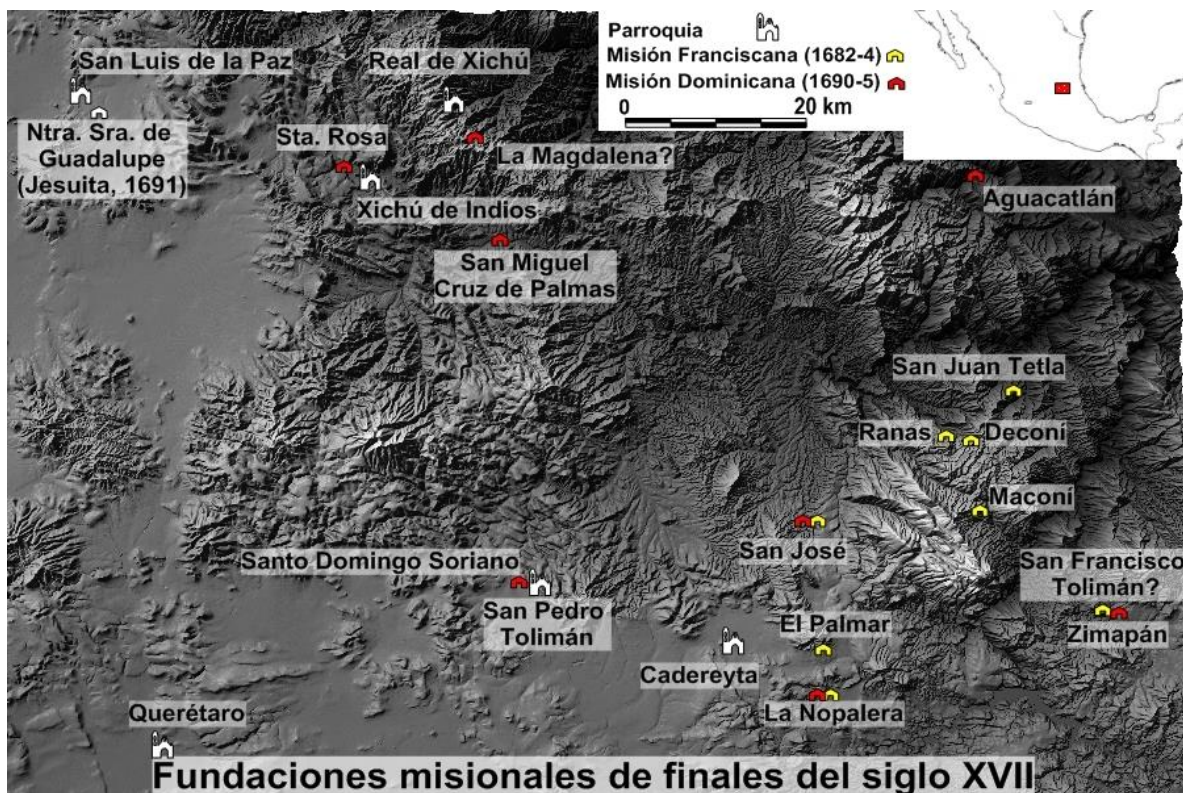 Parroquia
Misión Franciscana (1682-4)
Misión Dominicana (1690-5)
0 20 km
San Luis de la Paz
Real de Xichú
Ntra. Sra. de
Guadalupe
(Jesuita, 1691)
Sta. Rosa
La Magdalena?
Xichú de Indios
Aguacatlán
San Miguel
Cruz de Palmas
San Juan Tetla
Ranas
Deconí
Maconí
San José
Santo Domingo Soriano
San Pedro
Tolimán
San Francisco
Tolimán?
Zimapán
El Palmar
Cadereyta
La Nopalera
Querétaro
Fundaciones misionales de finales del siglo XVII